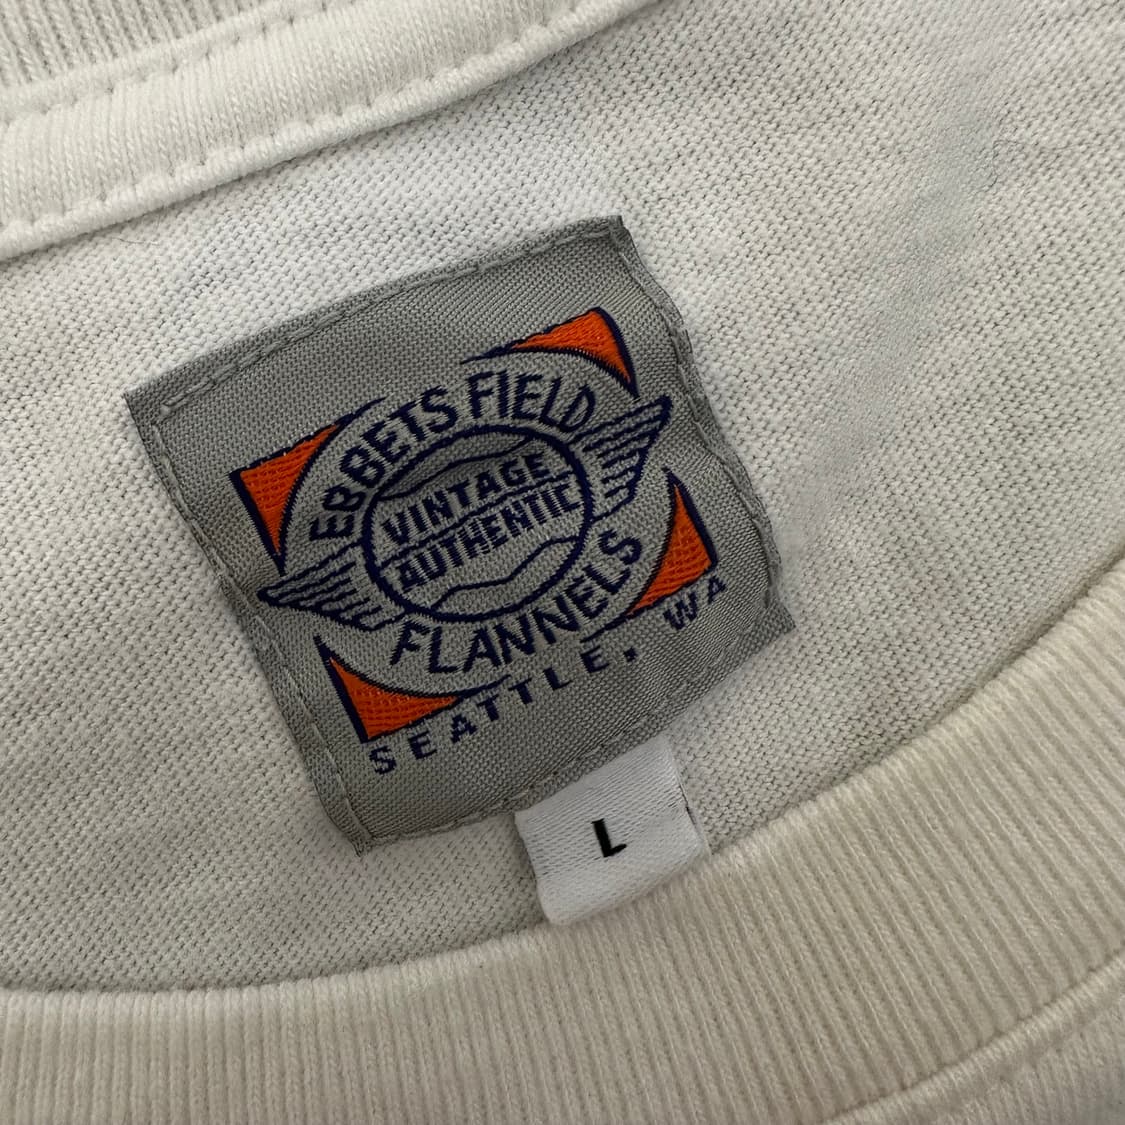 EBBETS FIELD
VINTAGE
AUTHENTIC
FLANNELS
SEATTLE, WA
L